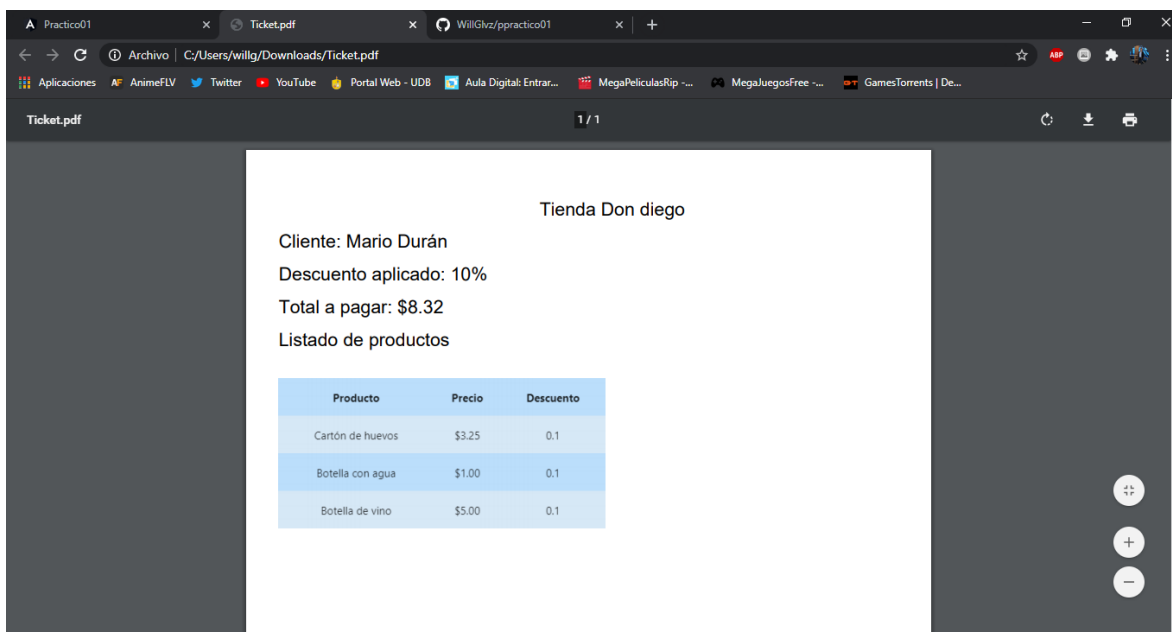 Practico01
Ticket.pdf
WillGlvz/ppractico01
Archivo | C:/Users/willg/Downloads/Ticket.pdf
ABP
Aplicaciones AF AnimeFLV Twitter YouTube Portal Web - UDB Aula Digital: Entrar... MegaPeliculasRip -... MegaJuegosFree -... GT GamesTorrents | De...
Ticket.pdf 1 / 1
Tienda Don diego
Cliente: Mario Durán
Descuento aplicado: 10%
Total a pagar: $8.32
Listado de productos
Producto Precio Descuento
Cartón de huevos $3.25 0.1
Botella con agua $1.00 0.1
Botella de vino $5.00 0.1